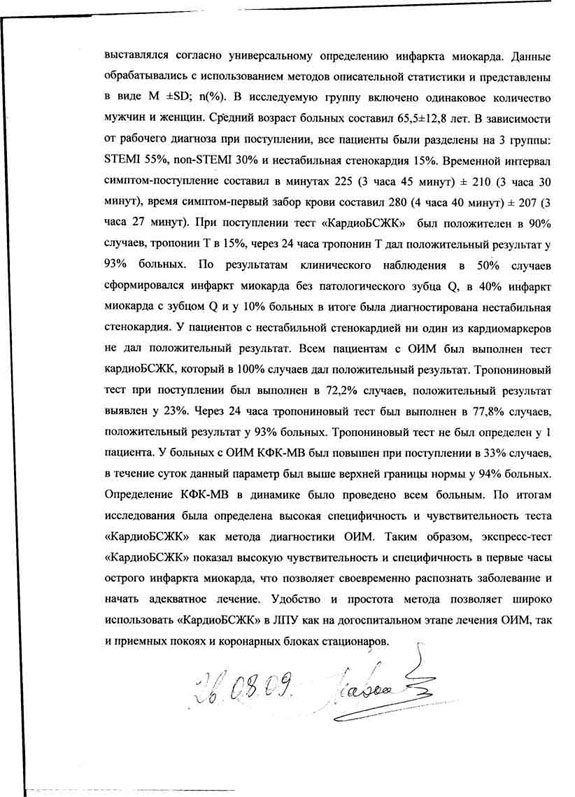 выставлялся согласно универсальному определению инфаркта миокарда. Данные
обрабатывались с использованием методов описательной статистики и представлены
в виде M ±SD; n(%). В исследуемую группу включено одинаковое количество
мужчин и женщин. Средний возраст больных составил 65,5±12,8 лет. В зависимости
от рабочего диагноза при поступлении, все пациенты были разделены на 3 группы:
STEMI 55%, non-STEMI 30% и нестабильная стенокардия 15%. Временной интервал
симптом-поступление составил в минутах 225 (3 часа 45 минут) ± 210 (3 часа 30
минут), время симптом-первый забор крови составил 280 (4 часа 40 минут) ± 207 (3
часа 27 минут). При поступлении тест «КардиоБСЖК» был положителен в 90%
случаев, тропонин Т в 15%, через 24 часа тропонин Т дал положительный результат у
93% больных. По результатам клинического наблюдения в 50% случаев
сформировался инфаркт миокарда без патологического зубца Q, в 40% инфаркт
миокарда с зубцом Q и у 10% больных в итоге была диагностирована нестабильная
стенокардия. У пациентов с нестабильной стенокардией ни один из кардиомаркеров
не дал положительный результат. Всем пациентам с ОИМ был выполнен тест
кардиоБСЖК, который в 100% случаев дал положительный результат. Тропониновый
тест при поступлении был выполнен в 72,2% случаев, положительный результат
выявлен у 23%. Через 24 часа тропониновый тест был выполнен в 77,8% случаев,
положительный результат у 93% больных. Тропониновый тест не был определен у 1
пациента. У больных с ОИМ КФК-МВ был повышен при поступлении в 33% случаев,
в течение суток данный параметр был выше верхней границы нормы у 94% больных.
Определение КФК-МВ в динамике было проведено всем больным. По итогам
исследования была определена высокая специфичность и чувствительность теста
«КардиоБСЖК» как метода диагностики ОИМ. Таким образом, экспресс-тест
«КардиоБСЖК» показал высокую чувствительность и специфичность в первые часы
острого инфаркта миокарда, что позволяет своевременно распознать заболевание и
начать адекватное лечение. Удобство и простота метода позволяет широко
использовать «КардиоБСЖК» в ЛПУ как на догоспитальном этапе лечения ОИМ, так
и приемных покоях и коронарных блоках стационаров.
26.08.09.